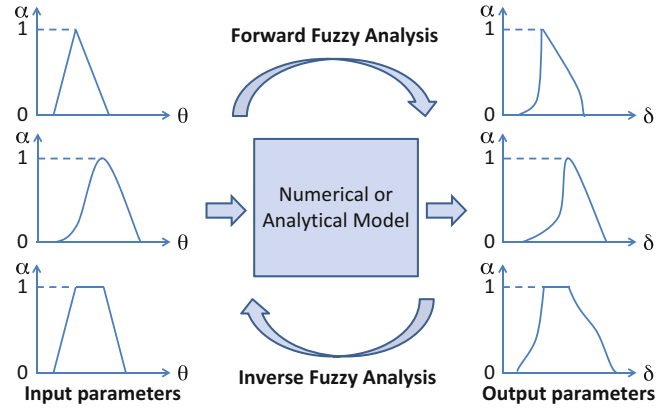 α
1
0
θ
α
1
0
θ
α
1
0
θ
Input parameters
Forward Fuzzy Analysis
Numerical or
Analytical Model
Inverse Fuzzy Analysis
α
1
0
δ
α
1
0
δ
α
1
0
δ
Output parameters